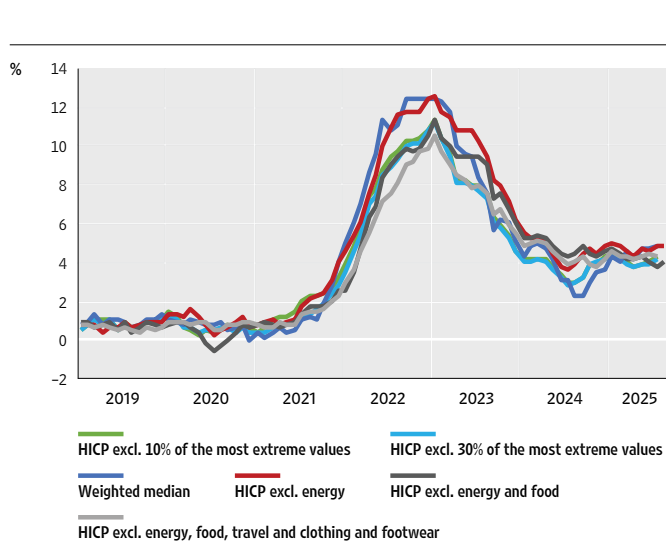 %
14
12
10
8
6
4
2
0
–2
2019 2020 2021 2022 2023 2024 2025
HICP excl. 10% of the most extreme values HICP excl. 30% of the most extreme values
Weighted median HICP excl. energy HICP excl. energy and food
HICP excl. energy, food, travel and clothing and footwear